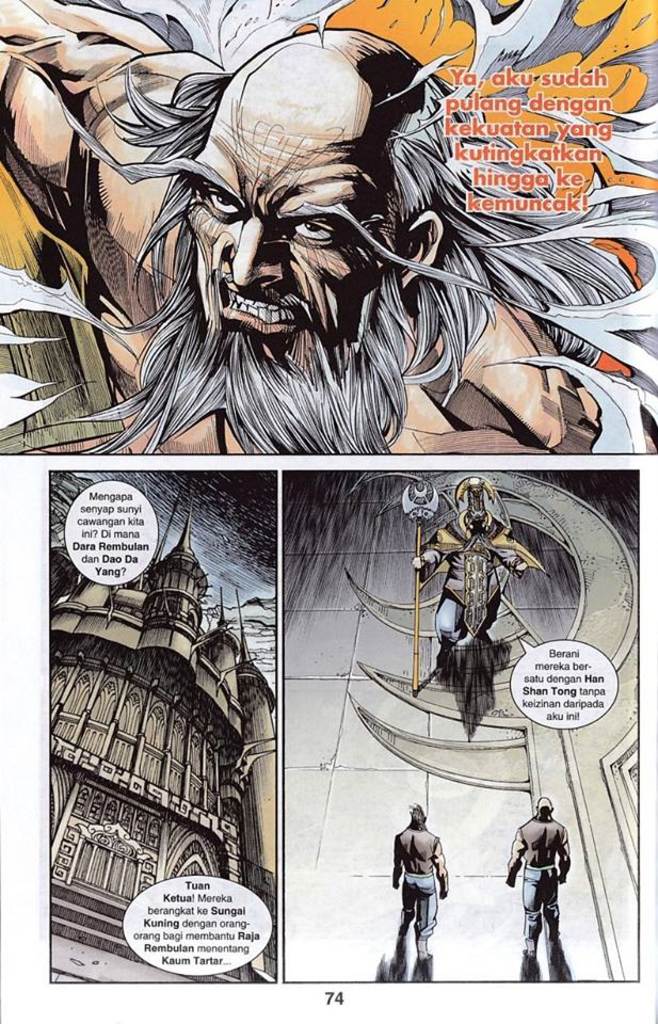 Ya, aku sudah
pulang dengan
kekuatan yang
kutingkatkan
hingga ke
kemuncak!
Mengapa
senyap sunyi
cawangan kita
ini? Di mana
Dara Rembulan
dan Dao Da
Yang?
Tuan
Ketua! Mereka
berangkat ke Sungai
Kuning dengan orang-
orang bagi membantu Raja
Rembulan menentang
Kaum Tartar...
Berani
mereka ber-
satu dengan Han
Shan Tong tanpa
keizinan daripada
aku ini!
74